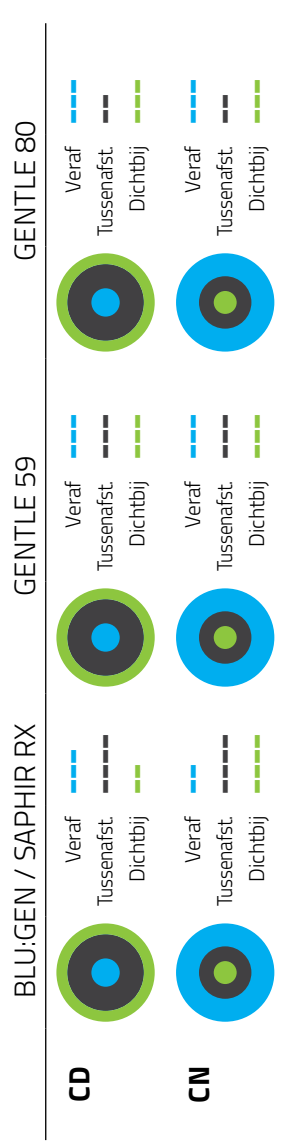 BLU:GEN / SAPHIR RX
GENTLE 59
GENTLE 80
CD
Veraf
Tussenafst.
Dichtbij
Veraf
Tussenafst.
Dichtbij
Veraf
Tussenafst.
Dichtbij
CN
Veraf
Tussenafst.
Dichtbij
Veraf
Tussenafst.
Dichtbij
Veraf
Tussenafst.
Dichtbij